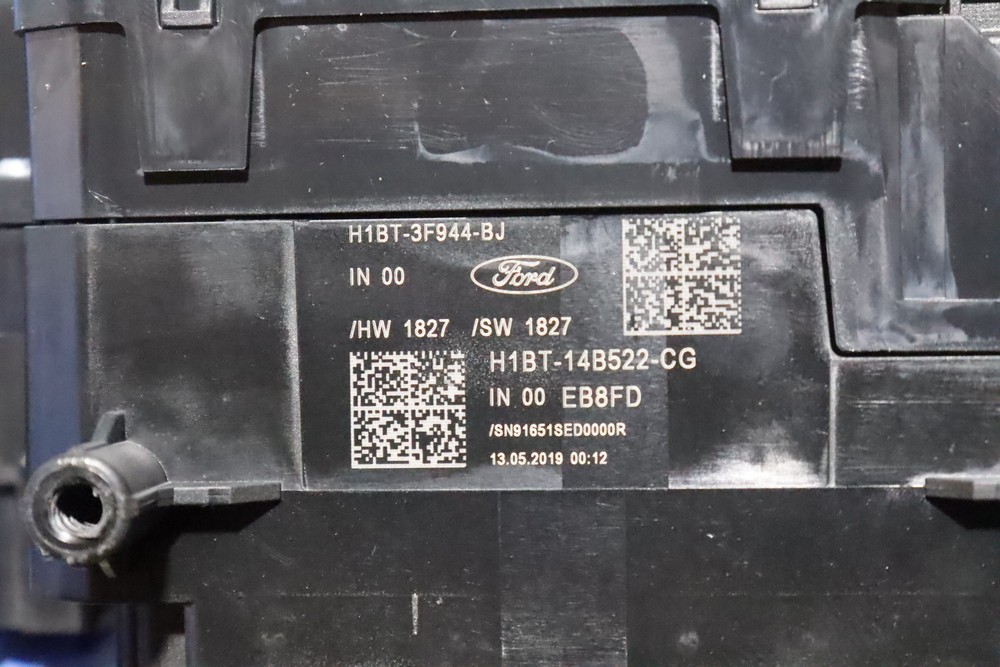 H1BT-3F944-BJ
IN 00
Ford
/HW 1827 /SW 1827
H1BT-14B522-CG
IN 00 EB8FD
/SN91651SED0000R
13.05.2019 00:12